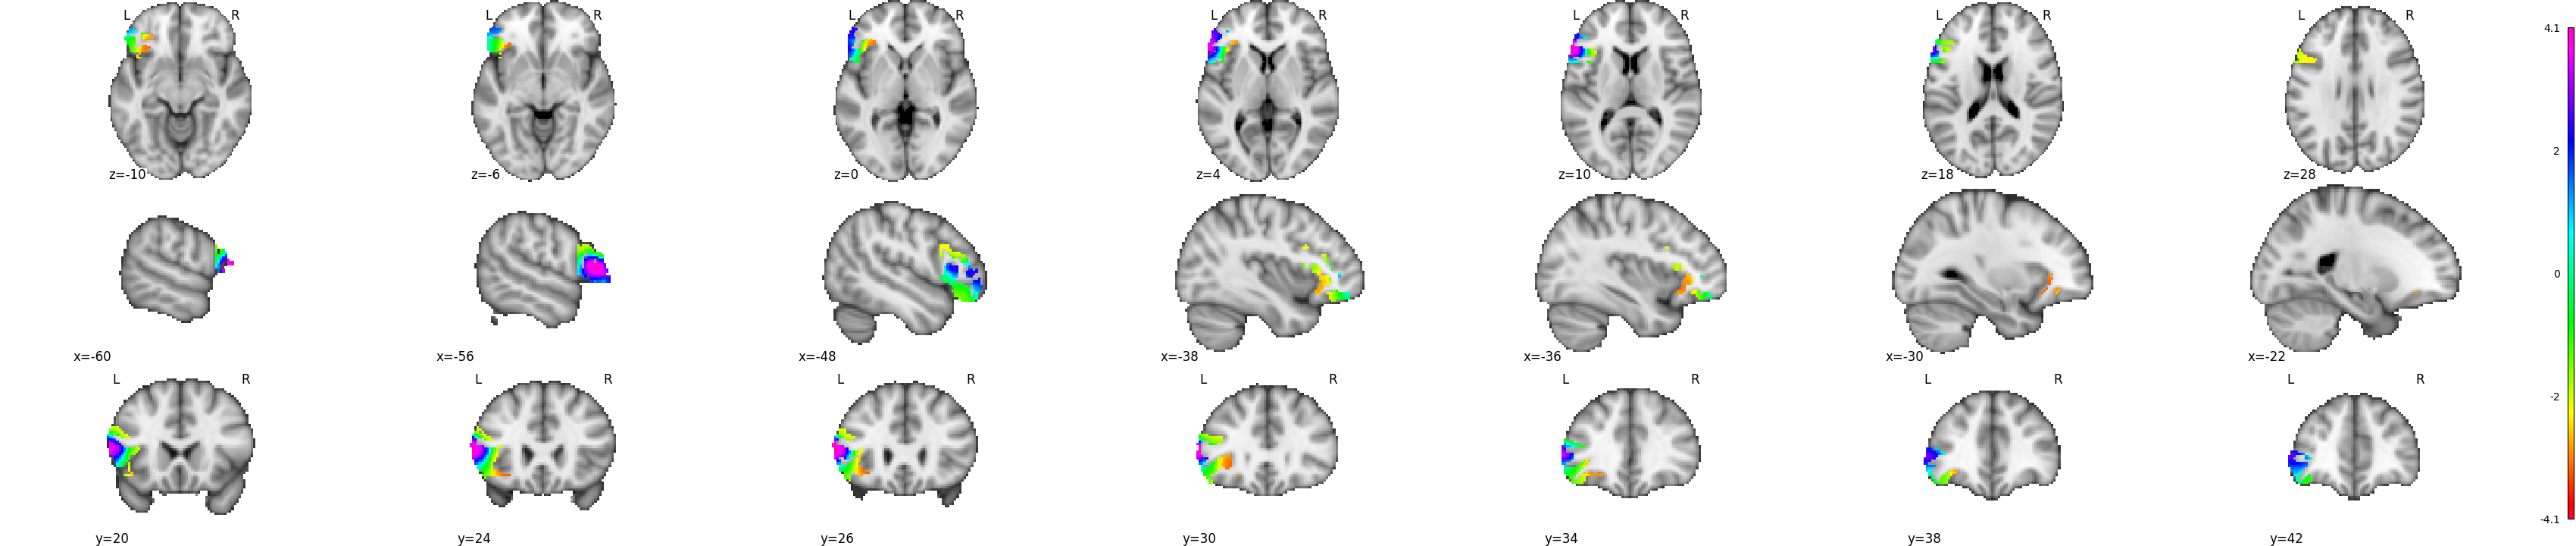 L R L R L R L R L R L R L R
4.1
2
0
-2
-4.1
z=-10 z=-6 z=0 z=4 z=10 z=18 z=28
x=-60 x=-56 x=-48 x=-38 x=-36 x=-30 x=-22
L R L R L R L R L R L R L R
y=20 y=24 y=26 y=30 y=34 y=38 y=42